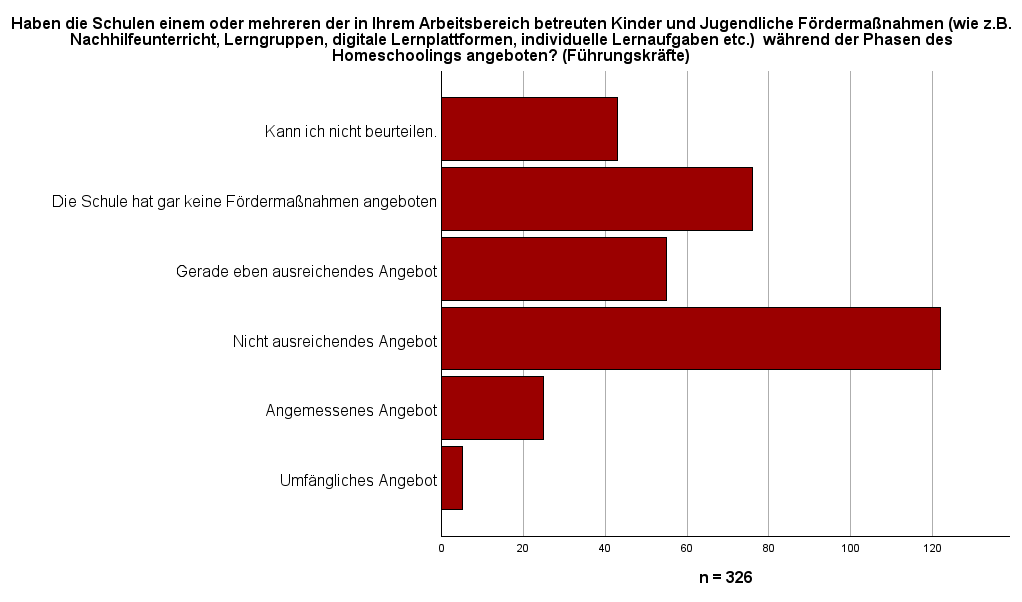 Haben die Schulen einem oder mehreren der in Ihrem Arbeitsbereich betreuten Kinder und Jugendliche Fördermaßnahmen (wie z.B.
Nachhilfeunterricht, Lerngruppen, digitale Lernplattformen, individuelle Lernaufgaben etc.)  während der Phasen des
Homeschoolings angeboten? (Führungskräfte)
Kann ich nicht beurteilen.
Die Schule hat gar keine Fördermaßnahmen angeboten
Gerade eben ausreichendes Angebot
Nicht ausreichendes Angebot
Angemessenes Angebot
Umfängliches Angebot
0 20 40 60 80 100 120
n = 326